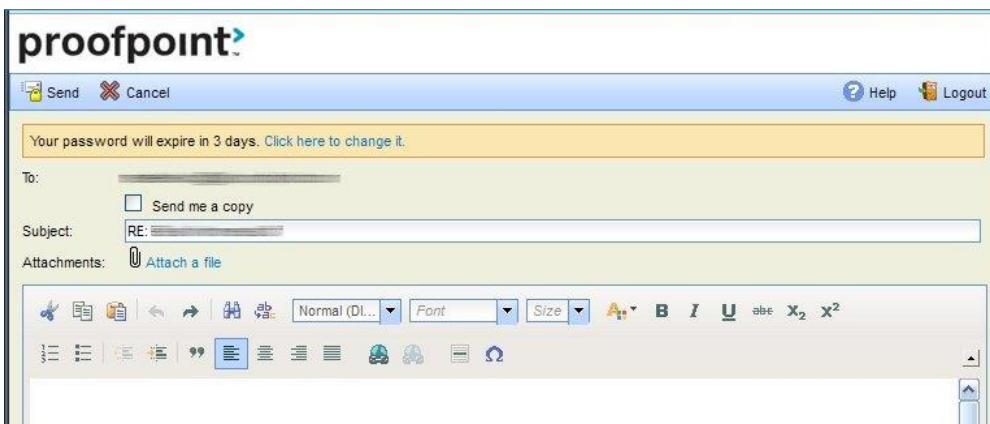 proofpoint
Send Cancel Help Logout
Your password will expire in 3 days. Click here to change it.
To:
Send me a copy
Subject: RE:
Attachments: Attach a file
Normal (DI... Font Size A B I U abc X₂ X²
Ω